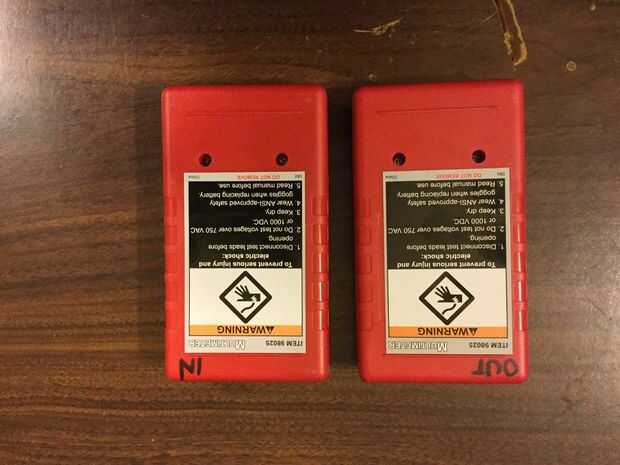 IN
MULTIMETER ITEM 98025
WARNING
To prevent serious injury and
electric shock:
1. Disconnect test leads before
opening
2. Do not test voltages over 750 VAC
or 1000 VDC
3. Keep dry
4. Wear ANSI-approved safety
goggles when replacing battery.
5. Read manual before use.
DO NOT REMOVE
OUT
MULTIMETER ITEM 98025
WARNING
To prevent serious injury and
electric shock:
1. Disconnect test leads before
opening
2. Do not test voltages over 750 VAC
or 1000 VDC
3. Keep dry
4. Wear ANSI-approved safety
goggles when replacing battery.
5. Read manual before use.
DO NOT REMOVE